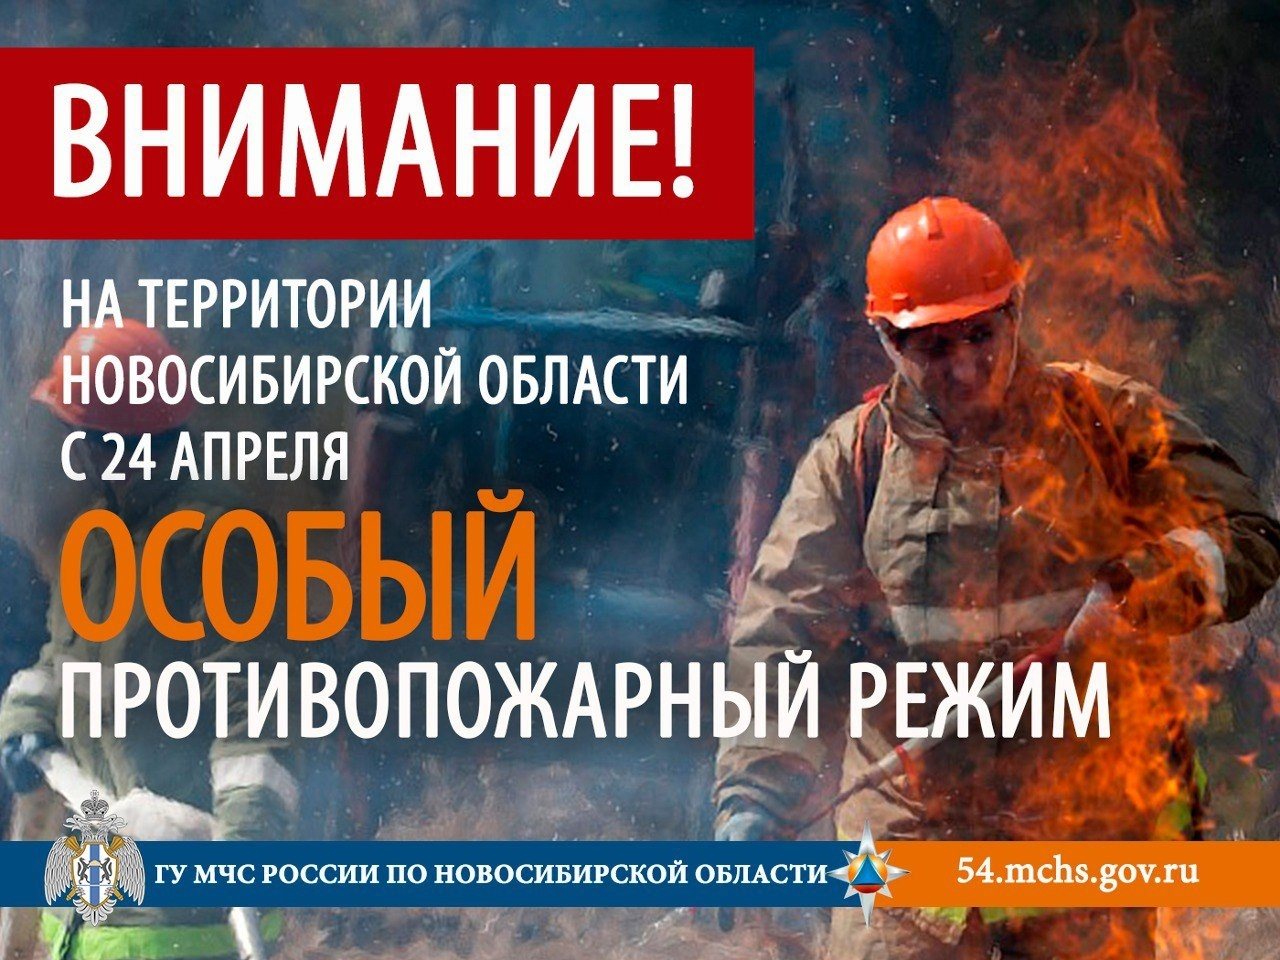 ВНИМАНИЕ!
НА ТЕРРИТОРИИ
НОВОСИБИРСКОЙ ОБЛАСТИ
С 24 АПРЕЛЯ
ОСОБЫЙ
ПРОТИВОПОЖАРНЫЙ РЕЖИМ
ГУ МЧС РОССИИ ПО НОВОСИБИРСКОЙ ОБЛАСТИ
54.mchs.gov.ru